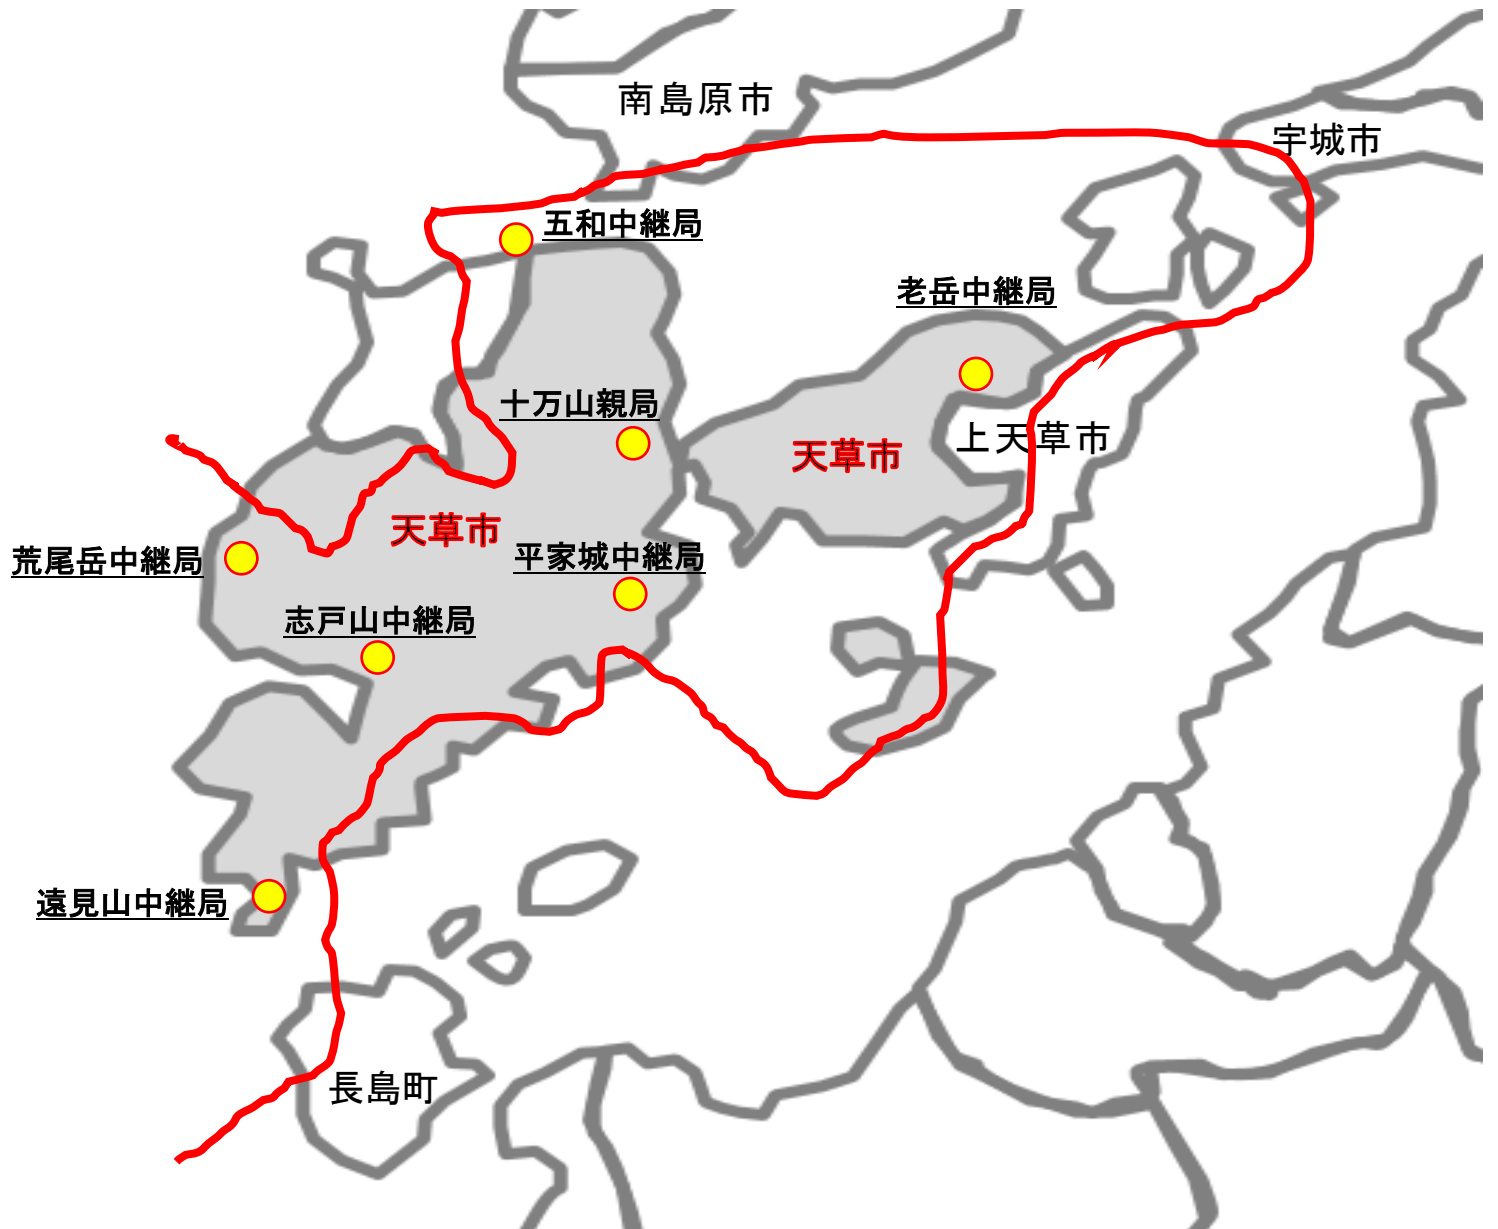 南島原市
宇城市
五和中継局
老岳中継局
十万山親局
上天草市
天草市
天草市
荒尾岳中継局
平家城中継局
志戸山中継局
遠見山中継局
長島町